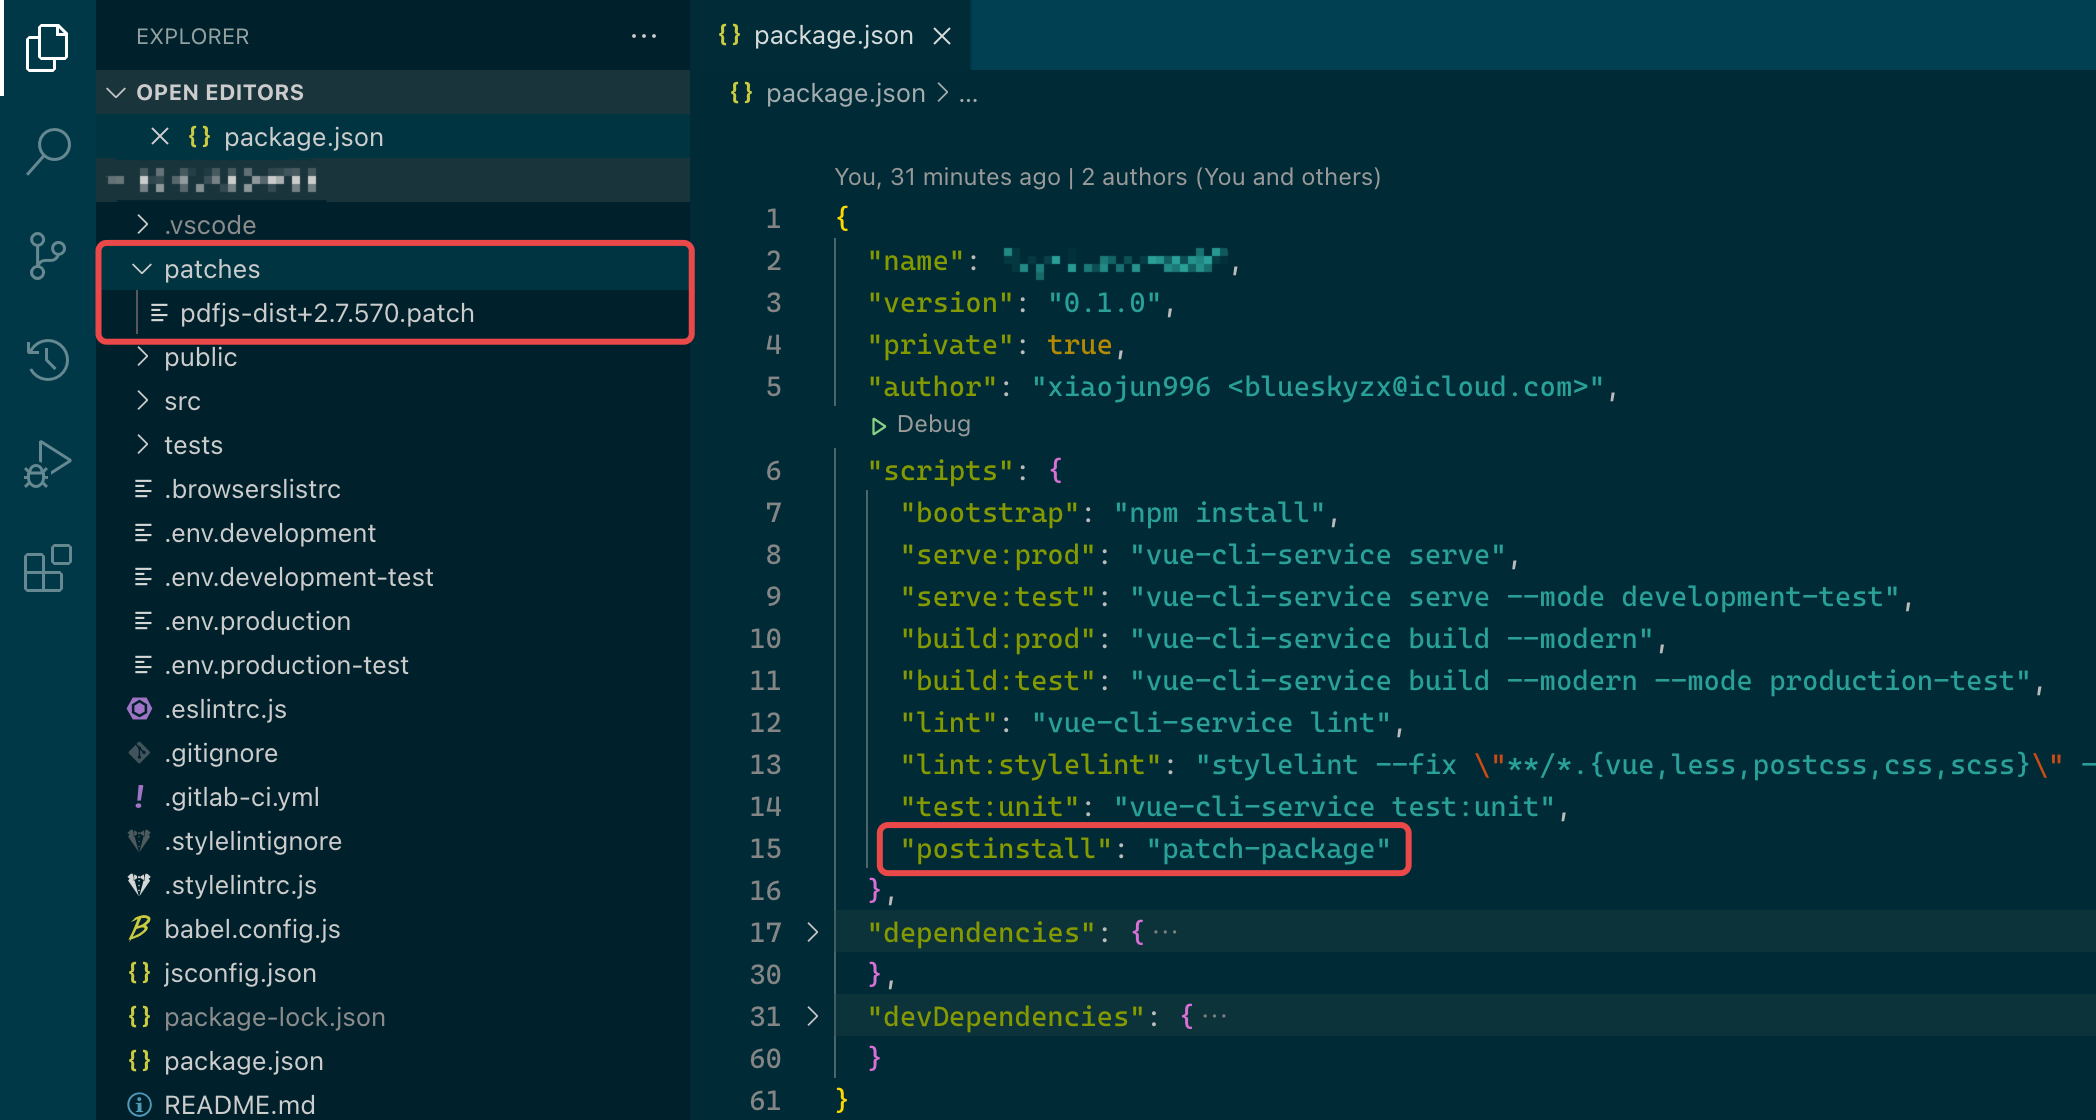 EXPLORER
OPEN EDITORS
package.json
.vscode
patches
pdfjs-dist+2.7.570.patch
public
src
tests
.browserslistrc
.env.development
.env.development-test
.env.production
.env.production-test
.eslintrc.js
.gitignore
.gitlab-ci.yml
.stylelintignore
.stylelintrc.js
babel.config.js
jsconfig.json
package-lock.json
package.json
README.md
{} package.json
{} package.json > ...
You, 31 minutes ago | 2 authors (You and others)
1 {
2 "name": ,
3 "version": "0.1.0",
4 "private": true,
5 "author": "xiaojun996 <blueskyzx@icloud.com>",
Debug
6 "scripts": {
7 "bootstrap": "npm install",
8 "serve:prod": "vue-cli-service serve",
9 "serve:test": "vue-cli-service serve --mode development-test",
10 "build:prod": "vue-cli-service build --modern",
11 "build:test": "vue-cli-service build --modern --mode production-test",
12 "lint": "vue-cli-service lint",
13 "lint:stylelint": "stylelint --fix \"**/*.{vue,less,postcss,css,scss}\" -
14 "test:unit": "vue-cli-service test:unit",
15 "postinstall": "patch-package"
16 },
17 "dependencies": { ...
30 },
31 "devDependencies": { ...
60 }
61 }